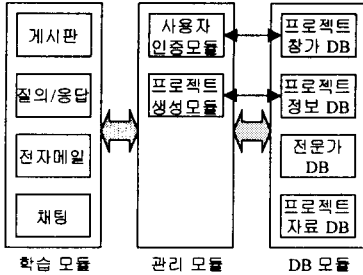 게시판
질의/응답
전자메일
채팅
학습 모듈
사용자
인증모듈
프로젝트
생성모듈
관리 모듈
프로젝트
참가 DB
프로젝트
정보 DB
전문가
DB
프로젝트
자료 DB
DB 모듈